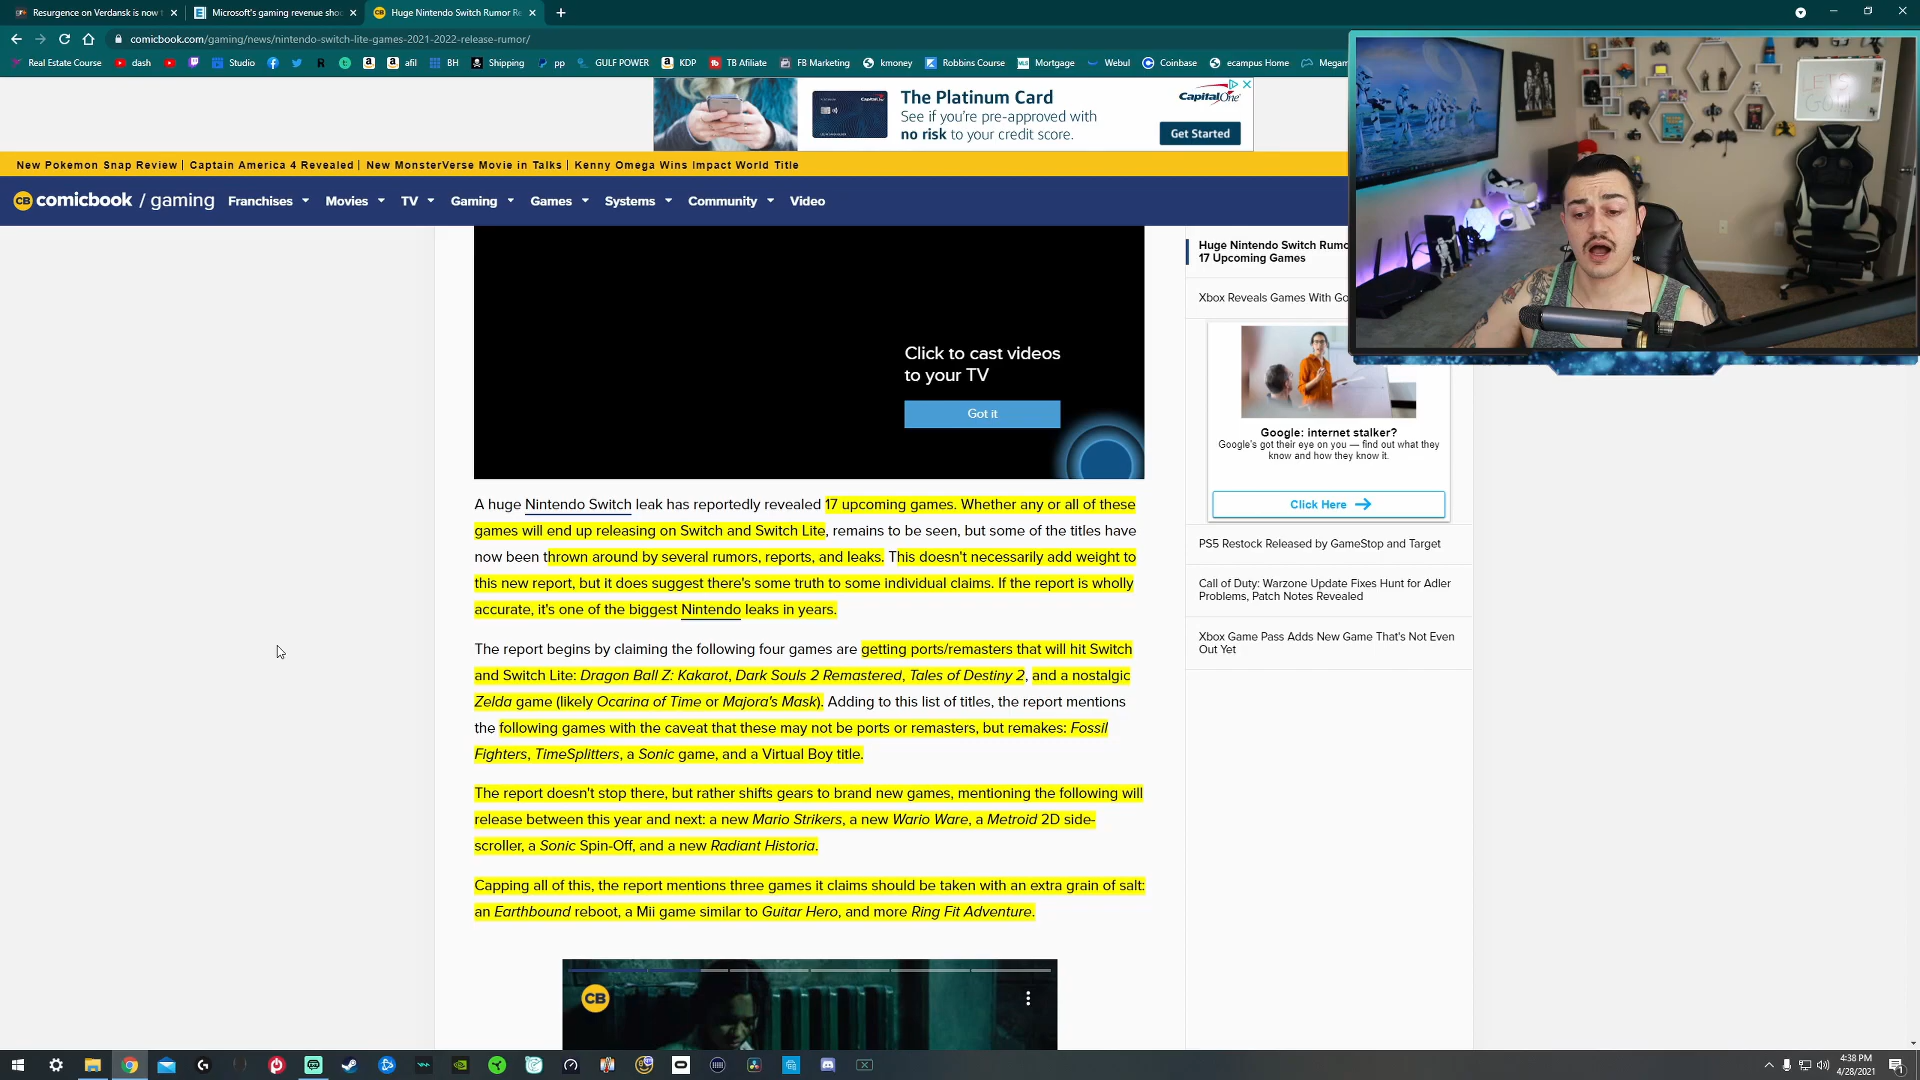 Resurgence on Verdansk is now
Microsoft's gaming revenue sho
Huge Nintendo Switch Rumor Re
comicbook.com/gaming/news/nintendo-switch-lite-games-2021-2022-release-rumor/
Real Estate Course dash Studio afil BH Shipping pp GULF POWER KDP TB Afiliate FB Marketing kmoney Robbins Course Mortgage Webul Coinbase ecampus Home Megam
The Platinum Card
See if you're pre-approved with
no risk to your credit score.
CapitalOne
Get Started
New Pokemon Snap Review | Captain America 4 Revealed | New MonsterVerse Movie in Talks | Kenny Omega Wins Impact World Title
CB comicbook / gaming Franchises Movies TV Gaming Games Systems Community Video
Click to cast videos
to your TV
Got it
A huge Nintendo Switch leak has reportedly revealed 17 upcoming games. Whether any or all of these
games will end up releasing on Switch and Switch Lite, remains to be seen, but some of the titles have
now been thrown around by several rumors, reports, and leaks. This doesn't necessarily add weight to
this new report, but it does suggest there's some truth to some individual claims. If the report is wholly
accurate, it's one of the biggest Nintendo leaks in years.
The report begins by claiming the following four games are getting ports/remasters that will hit Switch
and Switch Lite: Dragon Ball Z: Kakarot, Dark Souls 2 Remastered, Tales of Destiny 2, and a nostalgic
Zelda game (likely Ocarina of Time or Majora's Mask). Adding to this list of titles, the report mentions
the following games with the caveat that these may not be ports or remasters, but remakes: Fossil
Fighters, TimeSplitters, a Sonic game, and a Virtual Boy title.
The report doesn't stop there, but rather shifts gears to brand new games, mentioning the following will
release between this year and next: a new Mario Strikers, a new Wario Ware, a Metroid 2D side-
scroller, a Sonic Spin-Off, and a new Radiant Historia.
Capping all of this, the report mentions three games it claims should be taken with an extra grain of salt:
an Earthbound reboot, a Mii game similar to Guitar Hero, and more Ring Fit Adventure.
CB
Huge Nintendo Switch Rumo
17 Upcoming Games
Xbox Reveals Games With Go
Google: internet stalker?
Google's got their eye on you — find out what they
know and how they know it.
Click Here
PS5 Restock Released by GameStop and Target
Call of Duty: Warzone Update Fixes Hunt for Adler
Problems, Patch Notes Revealed
Xbox Game Pass Adds New Game That's Not Even
Out Yet
LETS
GO!!!
4:38 PM
4/28/2021